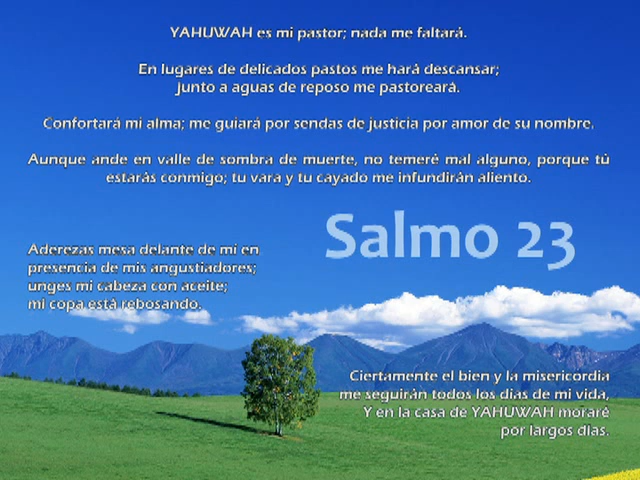 YAHUWAH es mi pastor; nada me faltará.
En lugares de delicados pastos me hará descansar;
junto a aguas de reposo me pastoreará.
Confortará mi alma; me guiará por sendas de justicia por amor de su nombre.
Aunque ande en valle de sombra de muerte, no temeré mal alguno, porque tú
estarás conmigo; tu vara y tu cayado me infundirán aliento.
Salmo 23
Aderezas mesa delante de mí en
presencia de mis angustiadores;
unges mi cabeza con aceite;
mi copa está rebosando.
Ciertamente el bien y la misericordia
me seguirán todos los días de mi vida,
Y en la casa de YAHUWAH moraré
por largos días.